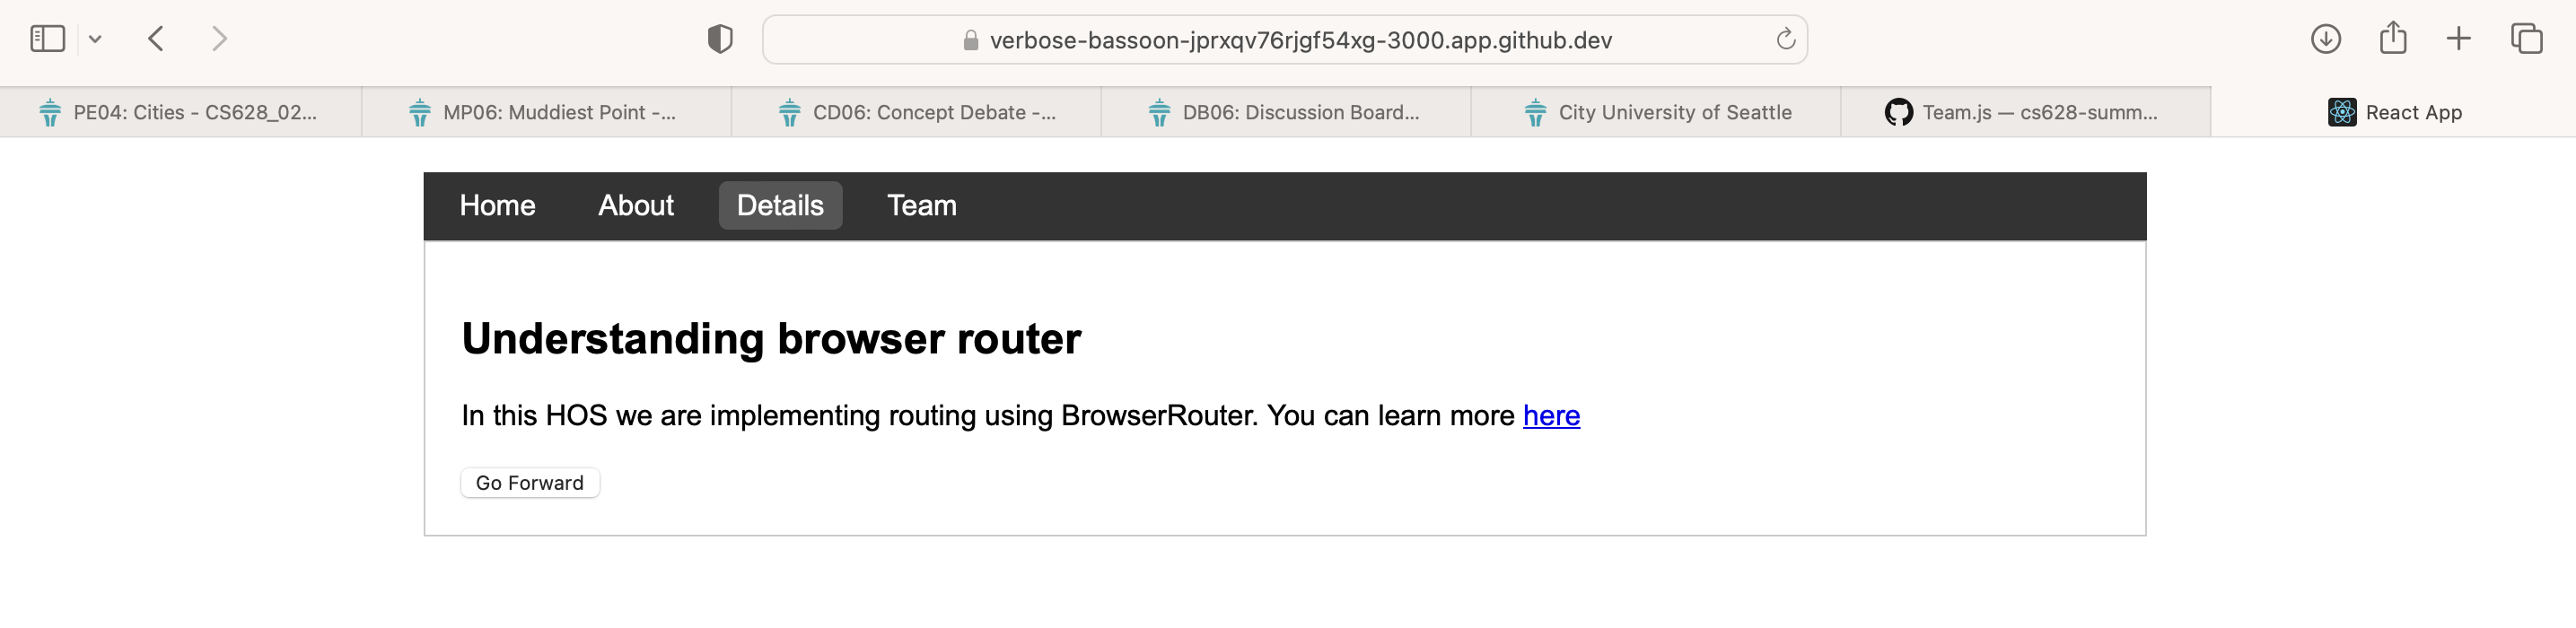 verbose-bassoon-jprxqv76rjgf54xg-3000.app.github.dev
PE04: Cities - CS628_02...
MP06: Muddiest Point -...
CD06: Concept Debate -...
DB06: Discussion Board...
City University of Seattle
Team.js — cs628-summ...
React App
Home About Details Team
Understanding browser router
In this HOS we are implementing routing using BrowserRouter. You can learn more here
Go Forward